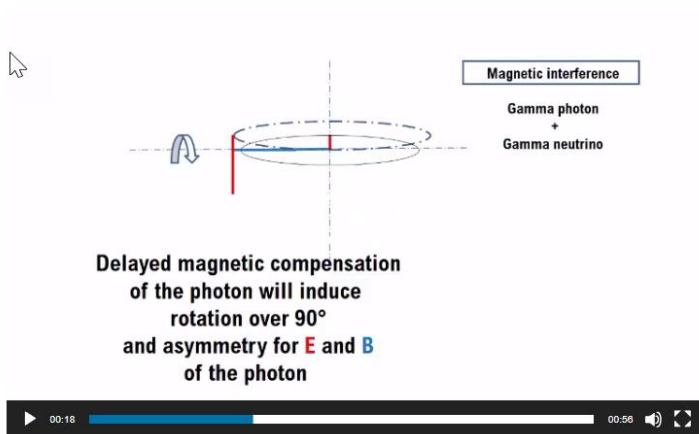 Magnetic interference
Gamma photon
+
Gamma neutrino
Delayed magnetic compensation
of the photon will induce
rotation over 90°
and asymmetry for E and B
of the photon
00:18
00:56